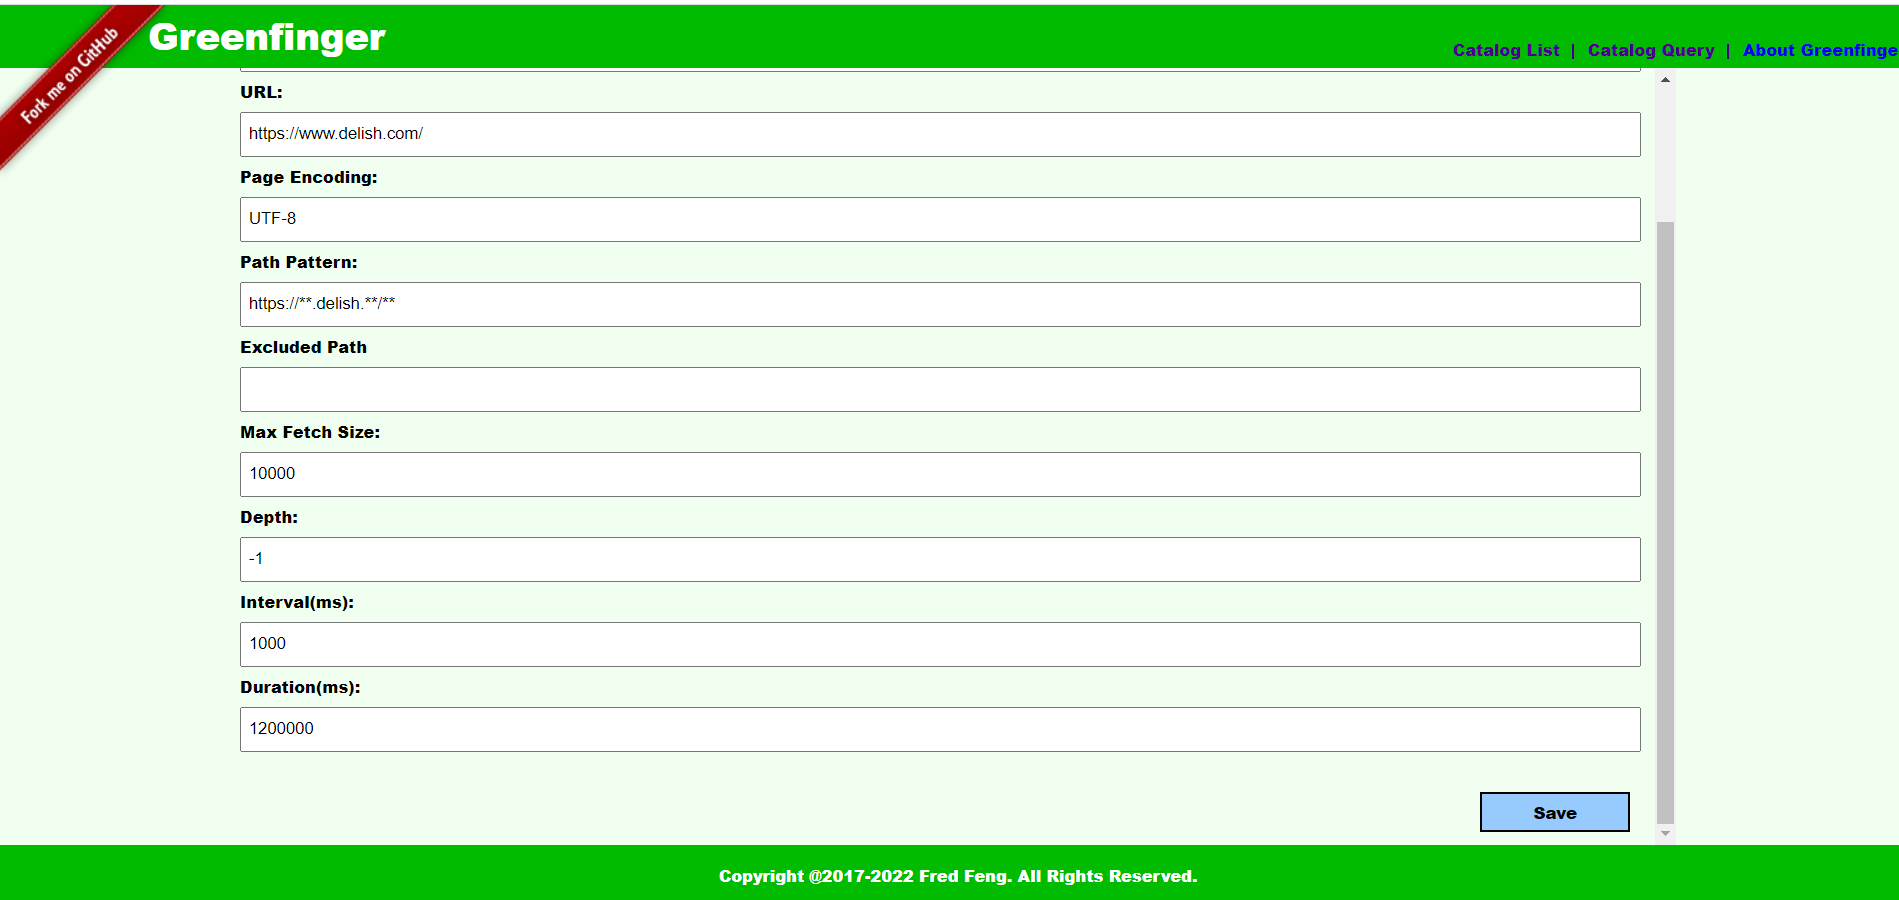 Fork me on GitHub
Greenfinger
Catalog List | Catalog Query | About Greenfinge
URL:
https://www.delish.com/
Page Encoding:
UTF-8
Path Pattern:
https://**.delish.**/**
Excluded Path
Max Fetch Size:
10000
Depth:
-1
Interval(ms):
1000
Duration(ms):
1200000
Save
Copyright @2017-2022 Fred Feng. All Rights Reserved.